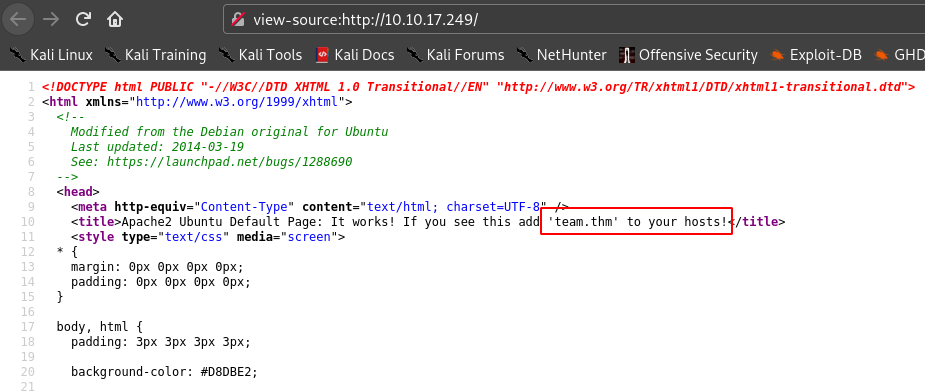 view-source:http://10.10.17.249/
Kali Linux Kali Training Kali Tools Kali Docs Kali Forums NetHunter Offensive Security Exploit-DB GHD
1 <!DOCTYPE html PUBLIC "-//W3C//DTD XHTML 1.0 Transitional//EN" "http://www.w3.org/TR/xhtml1/DTD/xhtml1-transitional.dtd">
2 <html xmlns="http://www.w3.org/1999/xhtml">
3 <!--
4 Modified from the Debian original for Ubuntu
5 Last updated: 2014-03-19
6 See: https://launchpad.net/bugs/1288690
7 -->
8 <head>
9 <meta http-equiv="Content-Type" content="text/html; charset=UTF-8" />
10 <title>Apache2 Ubuntu Default Page: It works! If you see this add 'team.thm' to your hosts!</title>
11 <style type="text/css" media="screen">
12 * {
13 margin: 0px 0px 0px 0px;
14 padding: 0px 0px 0px 0px;
15 }
16
17 body, html {
18 padding: 3px 3px 3px 3px;
19
20 background-color: #D8DBE2;
21